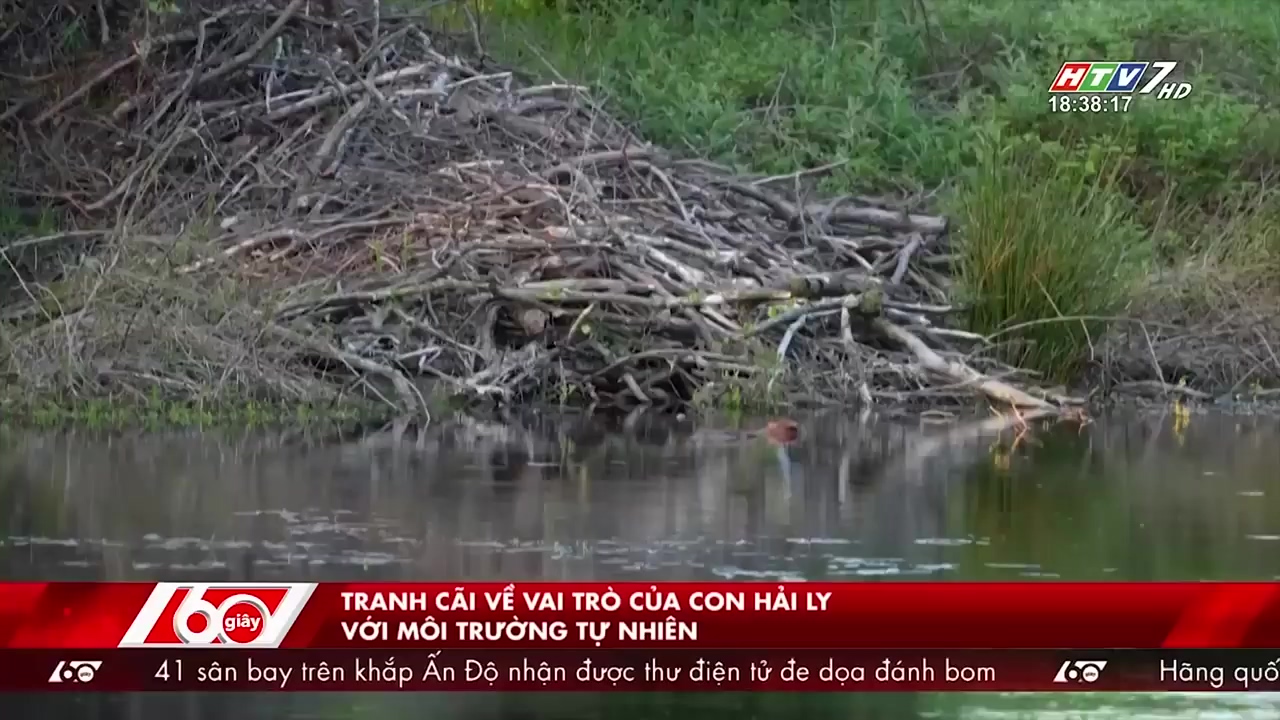 HTV7 HD
18:38:17
60 giây
TRANH CÃI VỀ VAI TRÒ CỦA CON HẢI LY
VỚI MÔI TRƯỜNG TỰ NHIÊN
60 giây 41 sân bay trên khắp Ấn Độ nhận được thư điện tử đe dọa đánh bom 60 giây Hãng quố